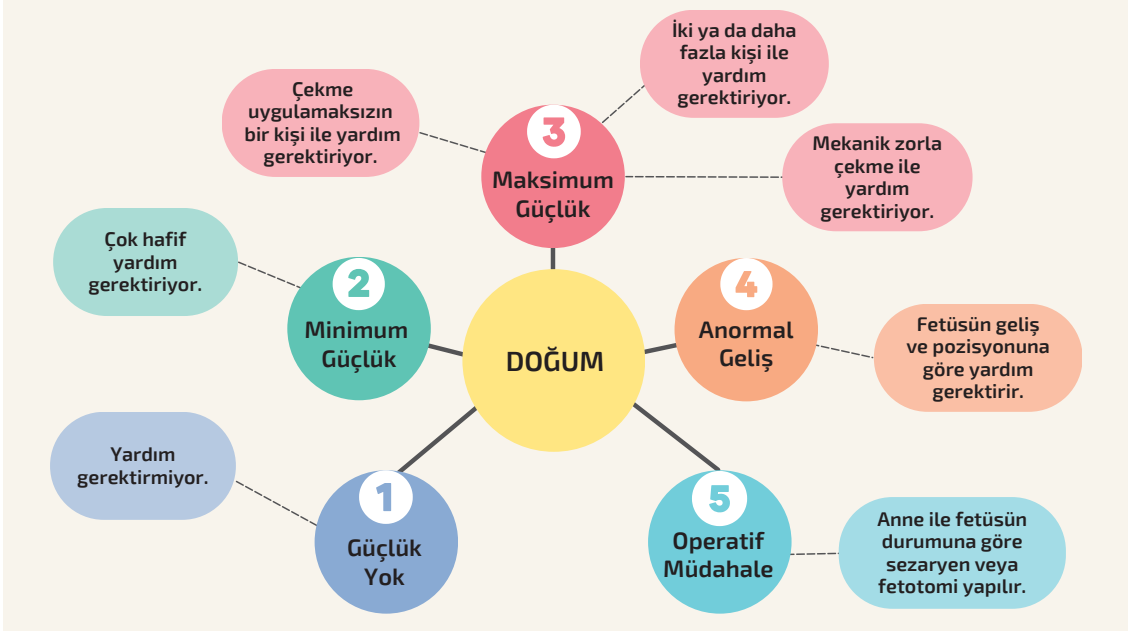 İki ya da daha
fazla kişi ile
yardım
gerektiriyor.
Çekme
uygulamaksızın
bir kişi ile yardım
gerektiriyor.
3
Maksimum
Güçlük
Mekanik zorla
çekme ile
yardım
gerektiriyor.
Çok hafif
yardım
gerektiriyor.
2
Minimum
Güçlük
DOĞUM
4
Anormal
Geliş
Fetüsün geliş
ve pozisyonuna
göre yardım
gerektirir.
Yardım
gerektirmiyor.
1
Güçlük
Yok
5
Operatif
Müdahale
Anne ile fetüsün
durumuna göre
sezaryen veya
fetotomi yapılır.